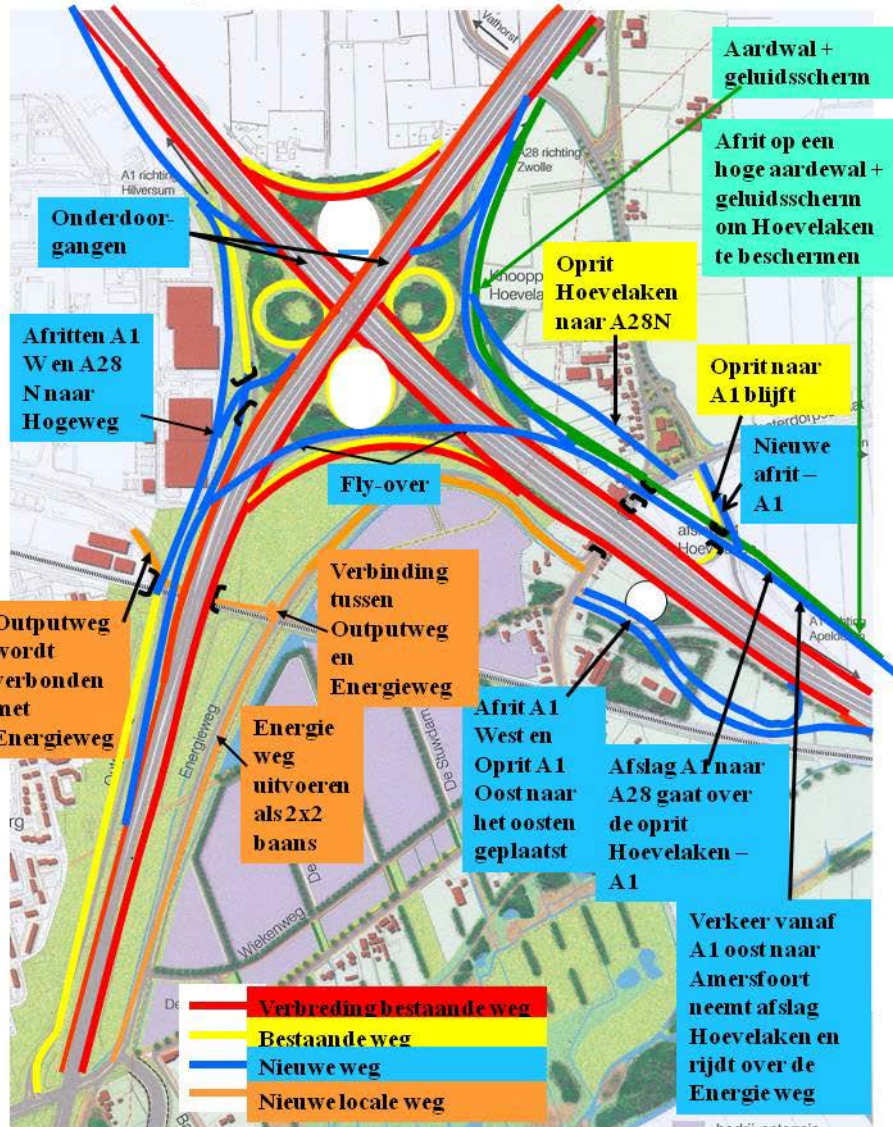 Vathorst
Aardwal +
geluidsscherm
A28 richting
Zwolle
A1 richting
Hilversum
Afrit op een
hoge aardewal +
geluidsscherm
om Hoevelaken
te beschermen
Onderdoor-
gangen
Oprit
Hoevelaken
naar A28N
Afritten A1
W en A28
N naar
Hogeweg
Oprit naar
A1 blijft
Nieuwe
afrit –
A1
Fly-over
Verbinding
tussen
Outputweg
en
Energieweg
Outputweg
wordt
verbonden
met
Energieweg
A1 richting
Energieweg
De Stuwdam
Energie
weg
uitvoeren
als 2x2
baans
Afrit A1
West en
Oprit A1
Oost naar
het oosten
geplaatst
Afslag A1 naar
A28 gaat over
de oprit
Hoevelaken –
A1
Wiekenweg
Verkeer vanaf
A1 oost naar
Amersfoort
neemt afslag
Hoevelaken en
rijdt over de
Energie weg
Verbreding bestaande weg
Bestaande weg
Nieuwe weg
Nieuwe locale weg